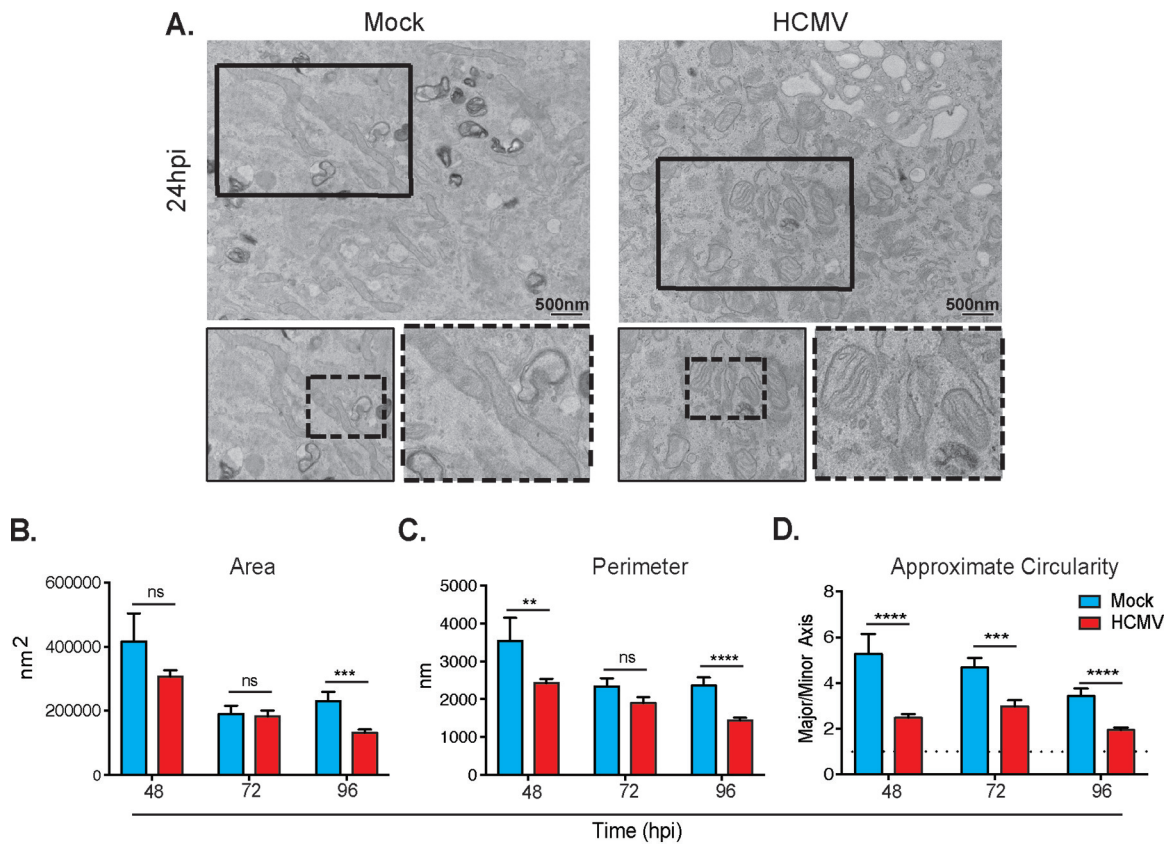 A.
Mock
HCMV
24hpi
500nm
500nm
B.
Area
nm 2
600000
400000
200000
0
ns
ns
***
48
72
96
C.
Perimeter
nm
5000
4000
3000
2000
1000
0
**
ns
****
48
72
96
D.
Approximate Circularity
Major/Minor Axis
8
6
4
2
0
****
***
****
Mock
HCMV
48
72
96
Time (hpi)